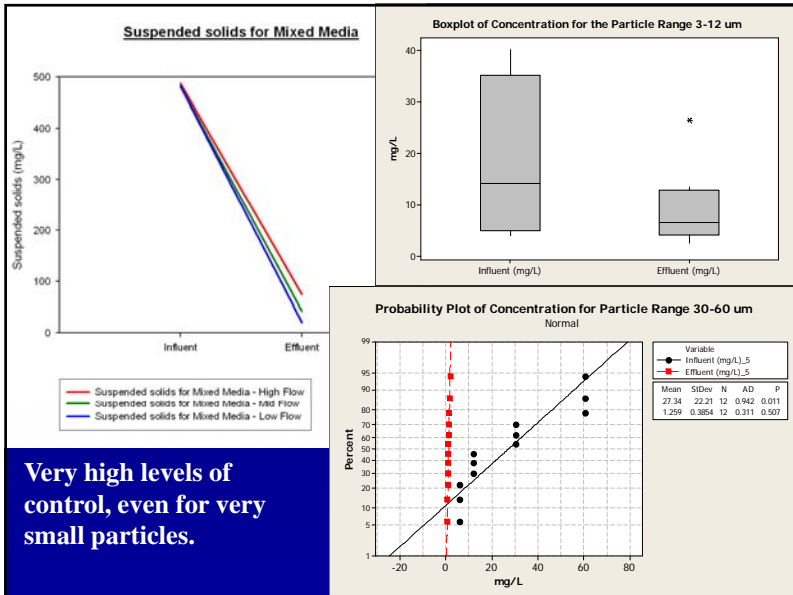 Suspended solids for Mixed Media
500
400
300
200
100
0
Suspended solids (mg/L)
Influent
Effluent
Suspended solids for Mixed Media - High Flow
Suspended solids for Mixed Media - Mid Flow
Suspended solids for Mixed Media - Low Flow
Boxplot of Concentration for the Particle Range 3-12 um
40
30
20
10
0
mg/L
Influent (mg/L)
Effluent (mg/L)
Probability Plot of Concentration for Particle Range 30-60 um
Normal
99
95
90
80
70
60
50
40
30
20
10
5
1
Percent
-20
0
20
40
60
80
mg/L
Variable
Influent (mg/L)_5
Effluent (mg/L)_5
Mean StDev N AD P
27.34 22.21 12 0.942 0.011
1.259 0.3854 12 0.311 0.507
Very high levels of
control, even for very
small particles.